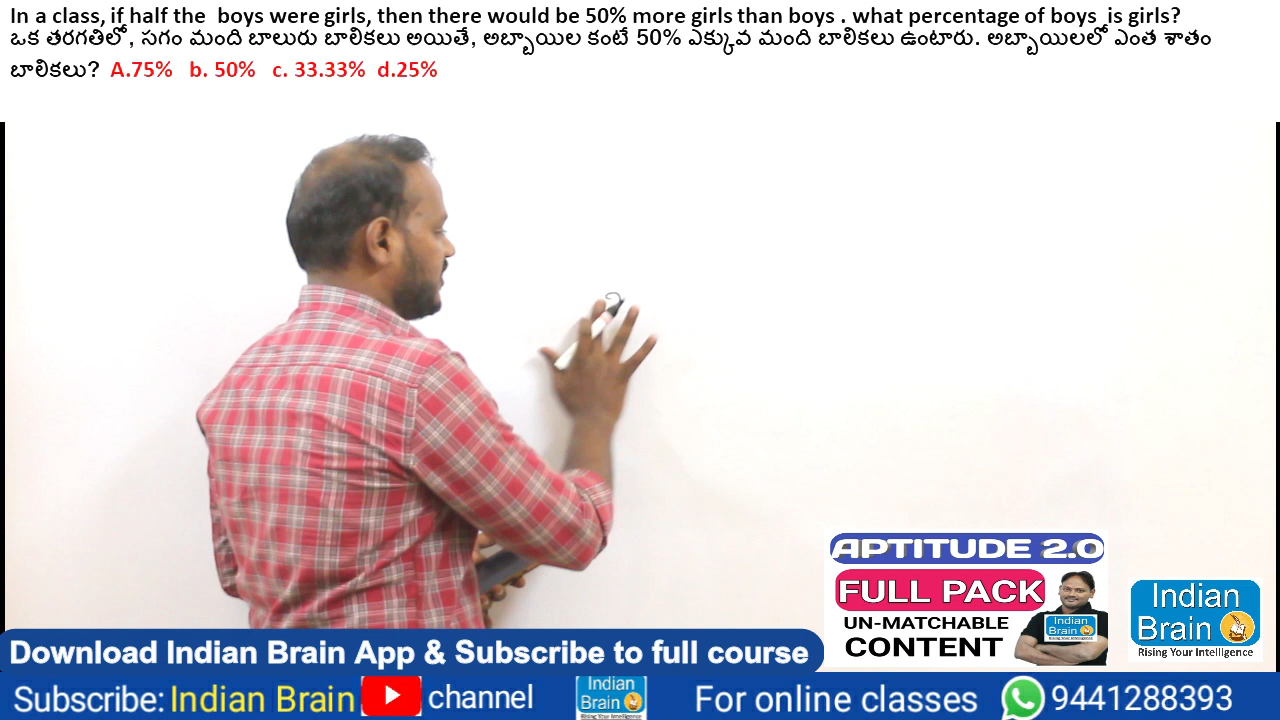 In a class, if half the  boys were girls, then there would be 50% more girls than boys . what percentage of boys  is girls?
ఒక తరగతిలో, సగం మంది బాలురు బాలికలు అయితే, అబ్బాయిల కంటే 50% ఎక్కువ మంది బాలికలు ఉంటారు. అబ్బాయిలలో ఎంత శాతం
బాలికలు? A.75%   b. 50%   c. 33.33%  d.25%
APTITUDE 2.0
FULL PACK
UN-MATCHABLE
CONTENT
Indian
Brain
Indian
Brain
Rising Your Intelligence
Download Indian Brain App & Subscribe to full course
Subscribe: Indian Brain channel
Indian
Brain
Rising Your Intelligence
For online classes 9441288393